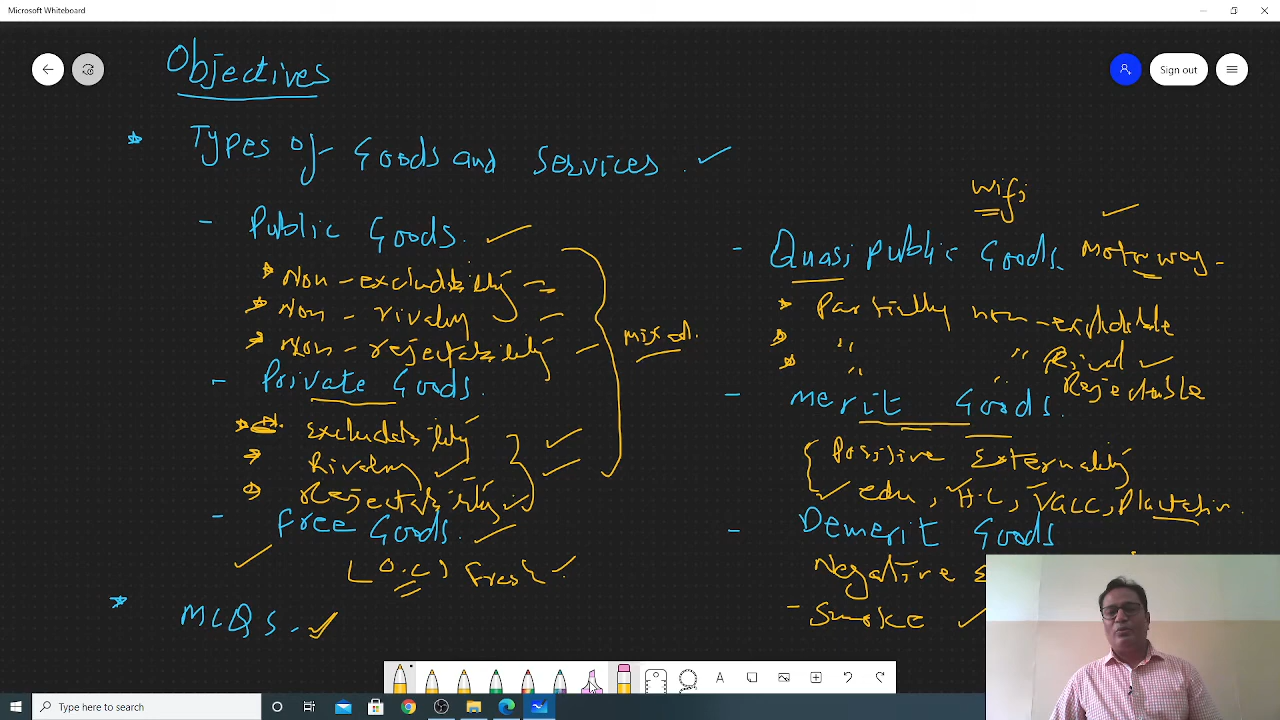 Microsoft Whiteboard
Sign out
Objectives
Types of Goods and Services
- Public Goods.
Non-excludability
Non-rivalry
Non-rejectability
mixed.
- Private Goods.
excludability
Rivalry
Rejectability
- Free Goods.
(O.C) Fresh
MCQS.
wifi
- Quasi public Goods. Motorway
Partially non-excludable
" " Rival
" " Rejectable
- merit Goods.
Positive Externality
edu, H.C, Vacc,
- Demerit Goods
Negative
- Smoke
Type here to search